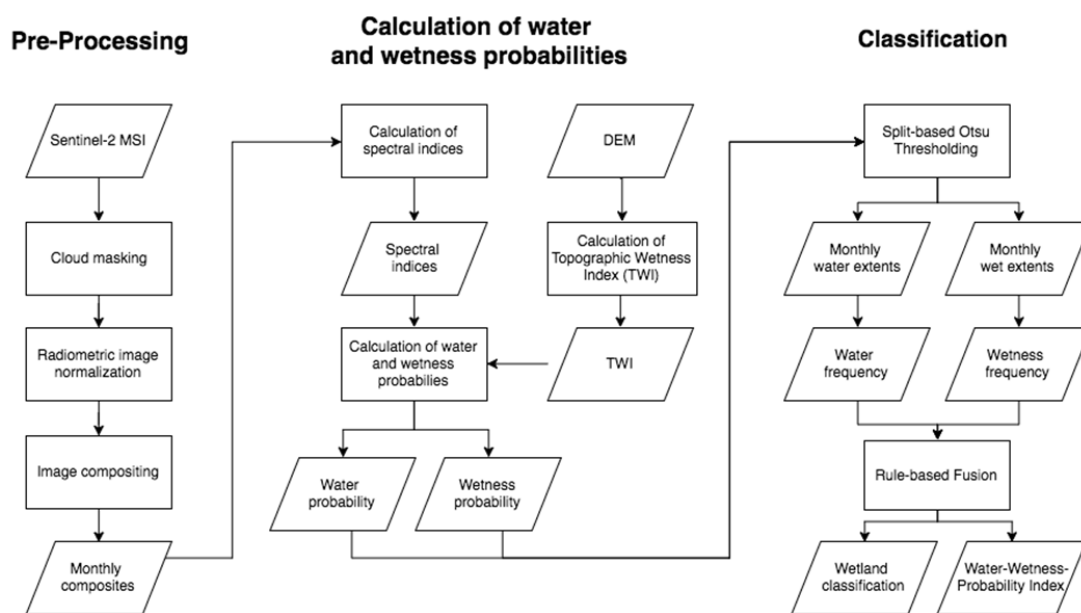 Pre-Processing
Calculation of water
and wetness probabilities
Classification
Sentinel-2 MSI
Cloud masking
Radiometric image
normalization
Image compositing
Monthly
composites
Calculation of
spectral indices
Spectral
indices
Calculation of water
and wetness
probabilies
Water
probability
Wetness
probability
DEM
Calculation of
Topographic Wetness
Index (TWI)
TWI
Split-based Otsu
Thresholding
Monthly
water extents
Monthly
wet extents
Water
frequency
Wetness
frequency
Rule-based Fusion
Wetland
classification
Water-Wetness-
Probability Index